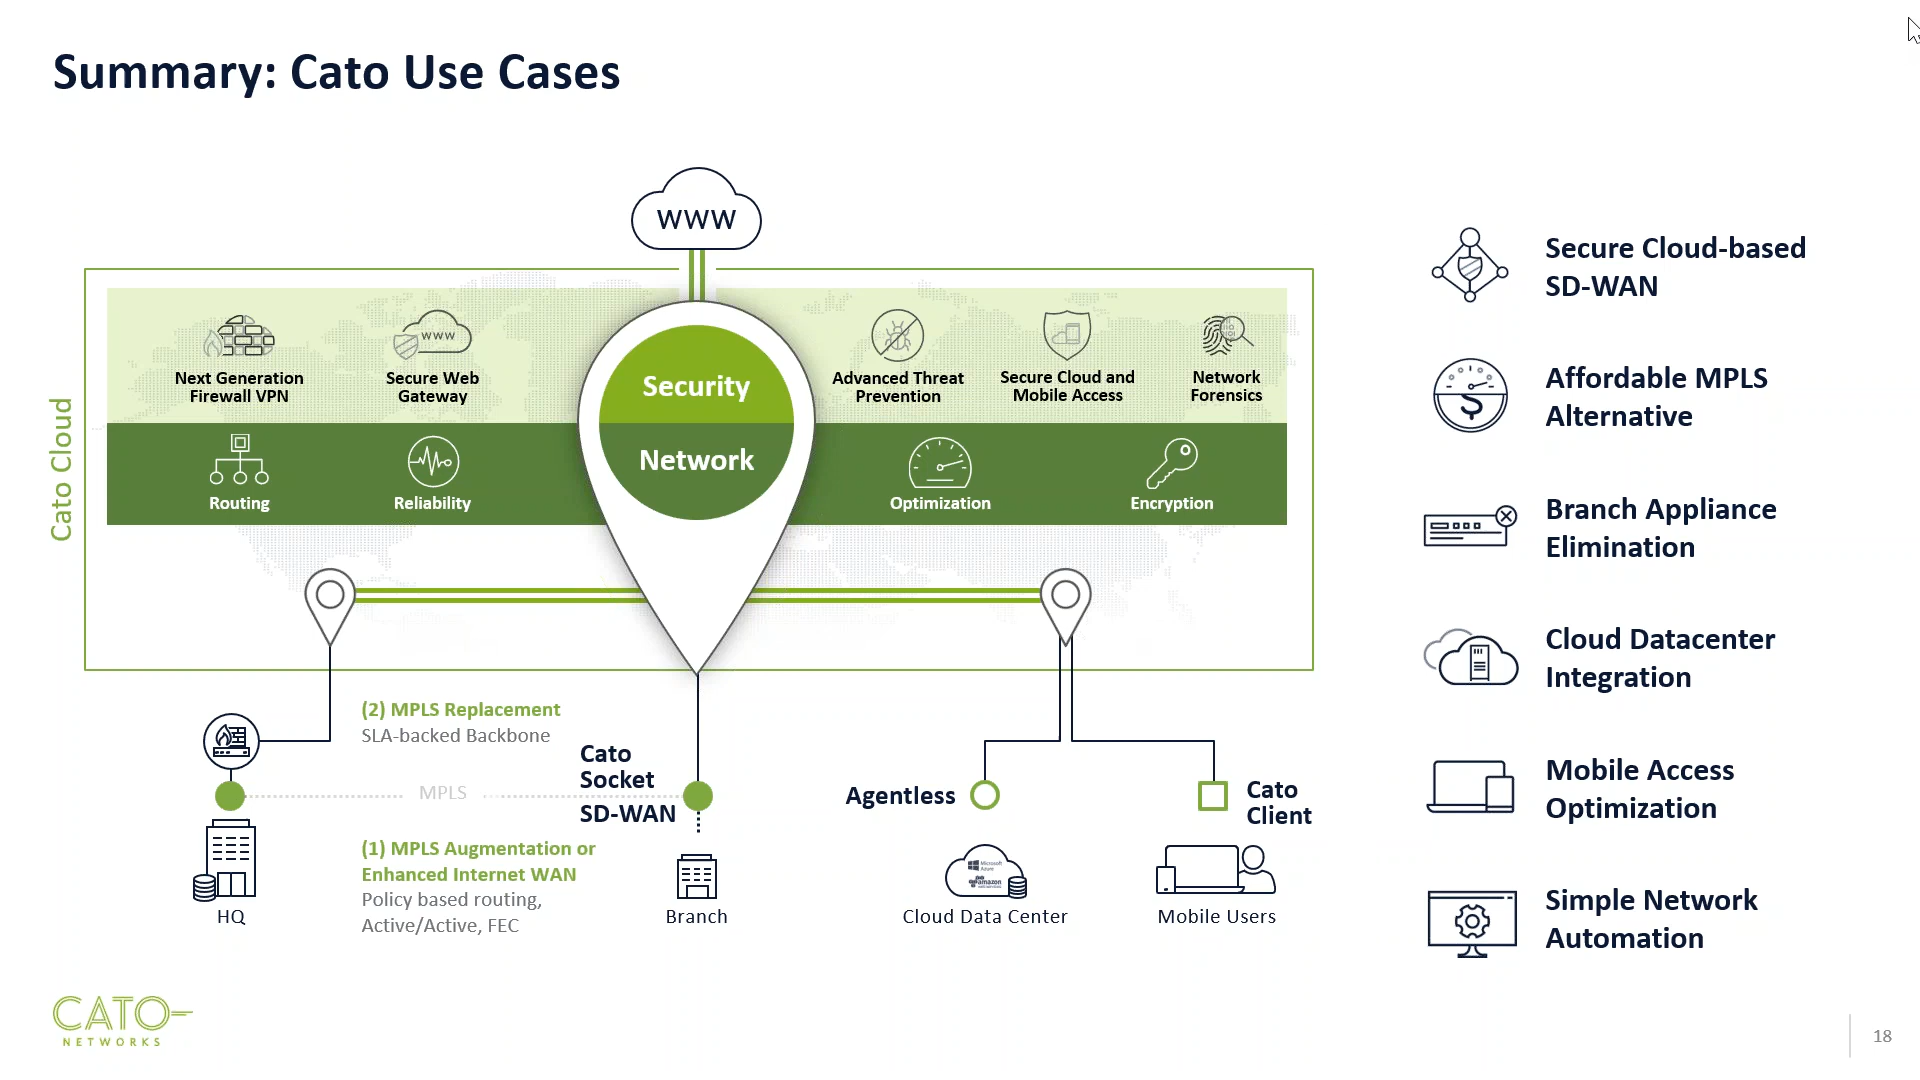 Summary: Cato Use Cases
WWW
Cato Cloud
Next Generation
Firewall VPN
WWW
Secure Web
Gateway
Security
Advanced Threat
Prevention
Secure Cloud and
Mobile Access
Network
Forensics
Network
Routing
Reliability
Optimization
Encryption
(2) MPLS Replacement
SLA-backed Backbone
MPLS
(1) MPLS Augmentation or
Enhanced Internet WAN
Policy based routing,
Active/Active, FEC
HQ
Cato
Socket
SD-WAN
Branch
Agentless
Microsoft
Azure
amazon
Cloud Data Center
Cato
Client
Mobile Users
Secure Cloud-based
SD-WAN
Affordable MPLS
Alternative
Branch Appliance
Elimination
Cloud Datacenter
Integration
Mobile Access
Optimization
Simple Network
Automation
CATO
NETWORKS
18